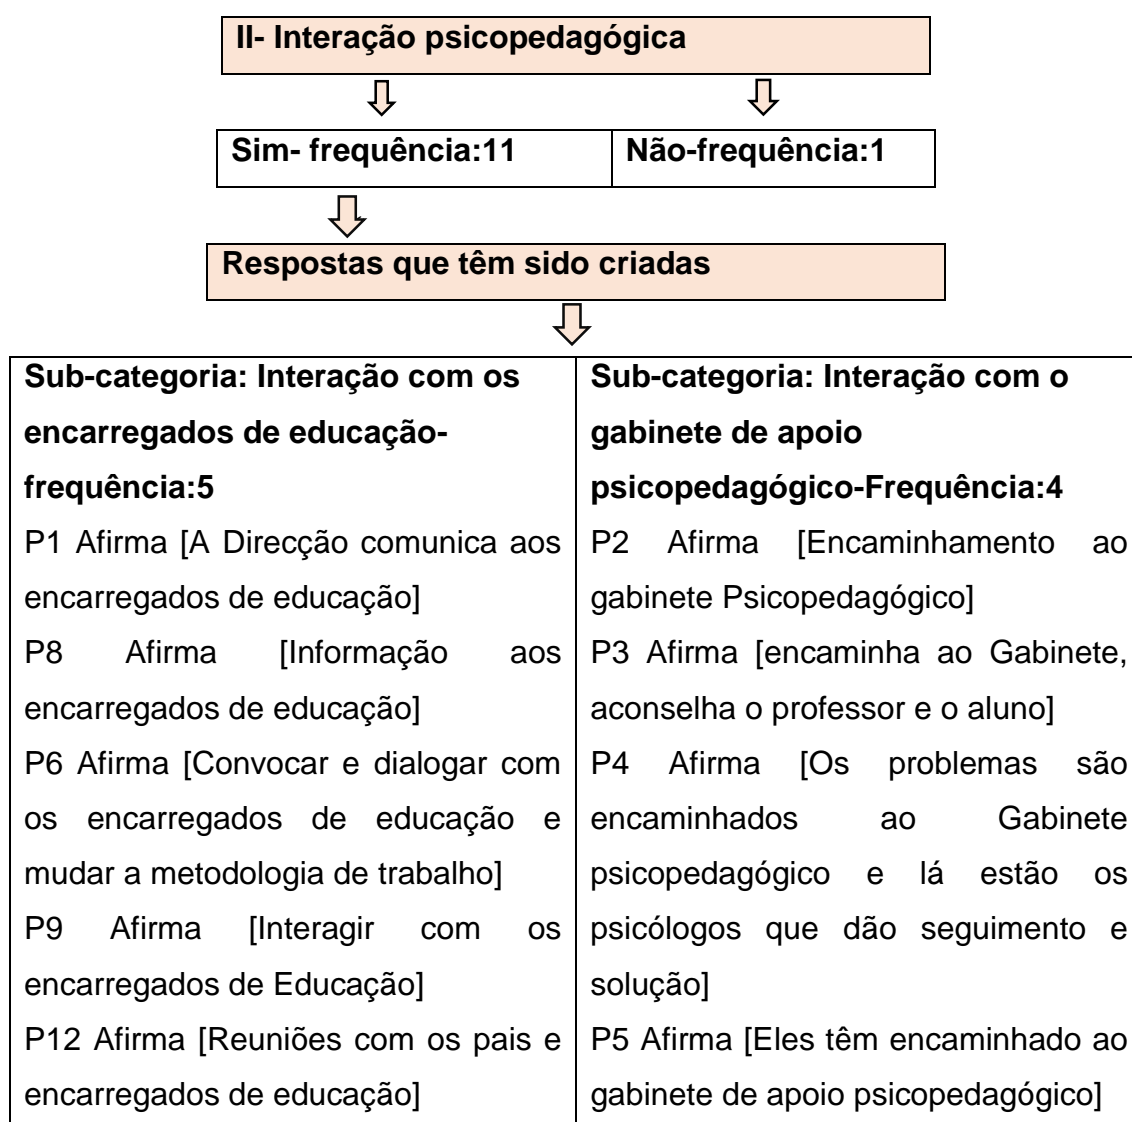 II- Interação psicopedagógica
Sim- frequência:11
Não-frequência:1
Respostas que têm sido criadas
Sub-categoria: Interação com os
encarregados de educação-
frequência:5
P1 Afirma [A Direcção comunica aos
encarregados de educação]
P8 Afirma [Informação aos
encarregados de educação]
P6 Afirma [Convocar e dialogar com
os encarregados de educação e
mudar a metodologia de trabalho]
P9 Afirma [Interagir com os
encarregados de Educação]
P12 Afirma [Reuniões com os pais e
encarregados de educação]
Sub-categoria: Interação com o
gabinete de apoio
psicopedagógico-Frequência:4
P2 Afirma [Encaminhamento ao
gabinete Psicopedagógico]
P3 Afirma [encaminha ao Gabinete,
aconselha o professor e o aluno]
P4 Afirma [Os problemas são
encaminhados ao Gabinete
psicopedagógico e lá estão os
psicólogos que dão seguimento e
solução]
P5 Afirma [Eles têm encaminhado ao
gabinete de apoio psicopedagógico]